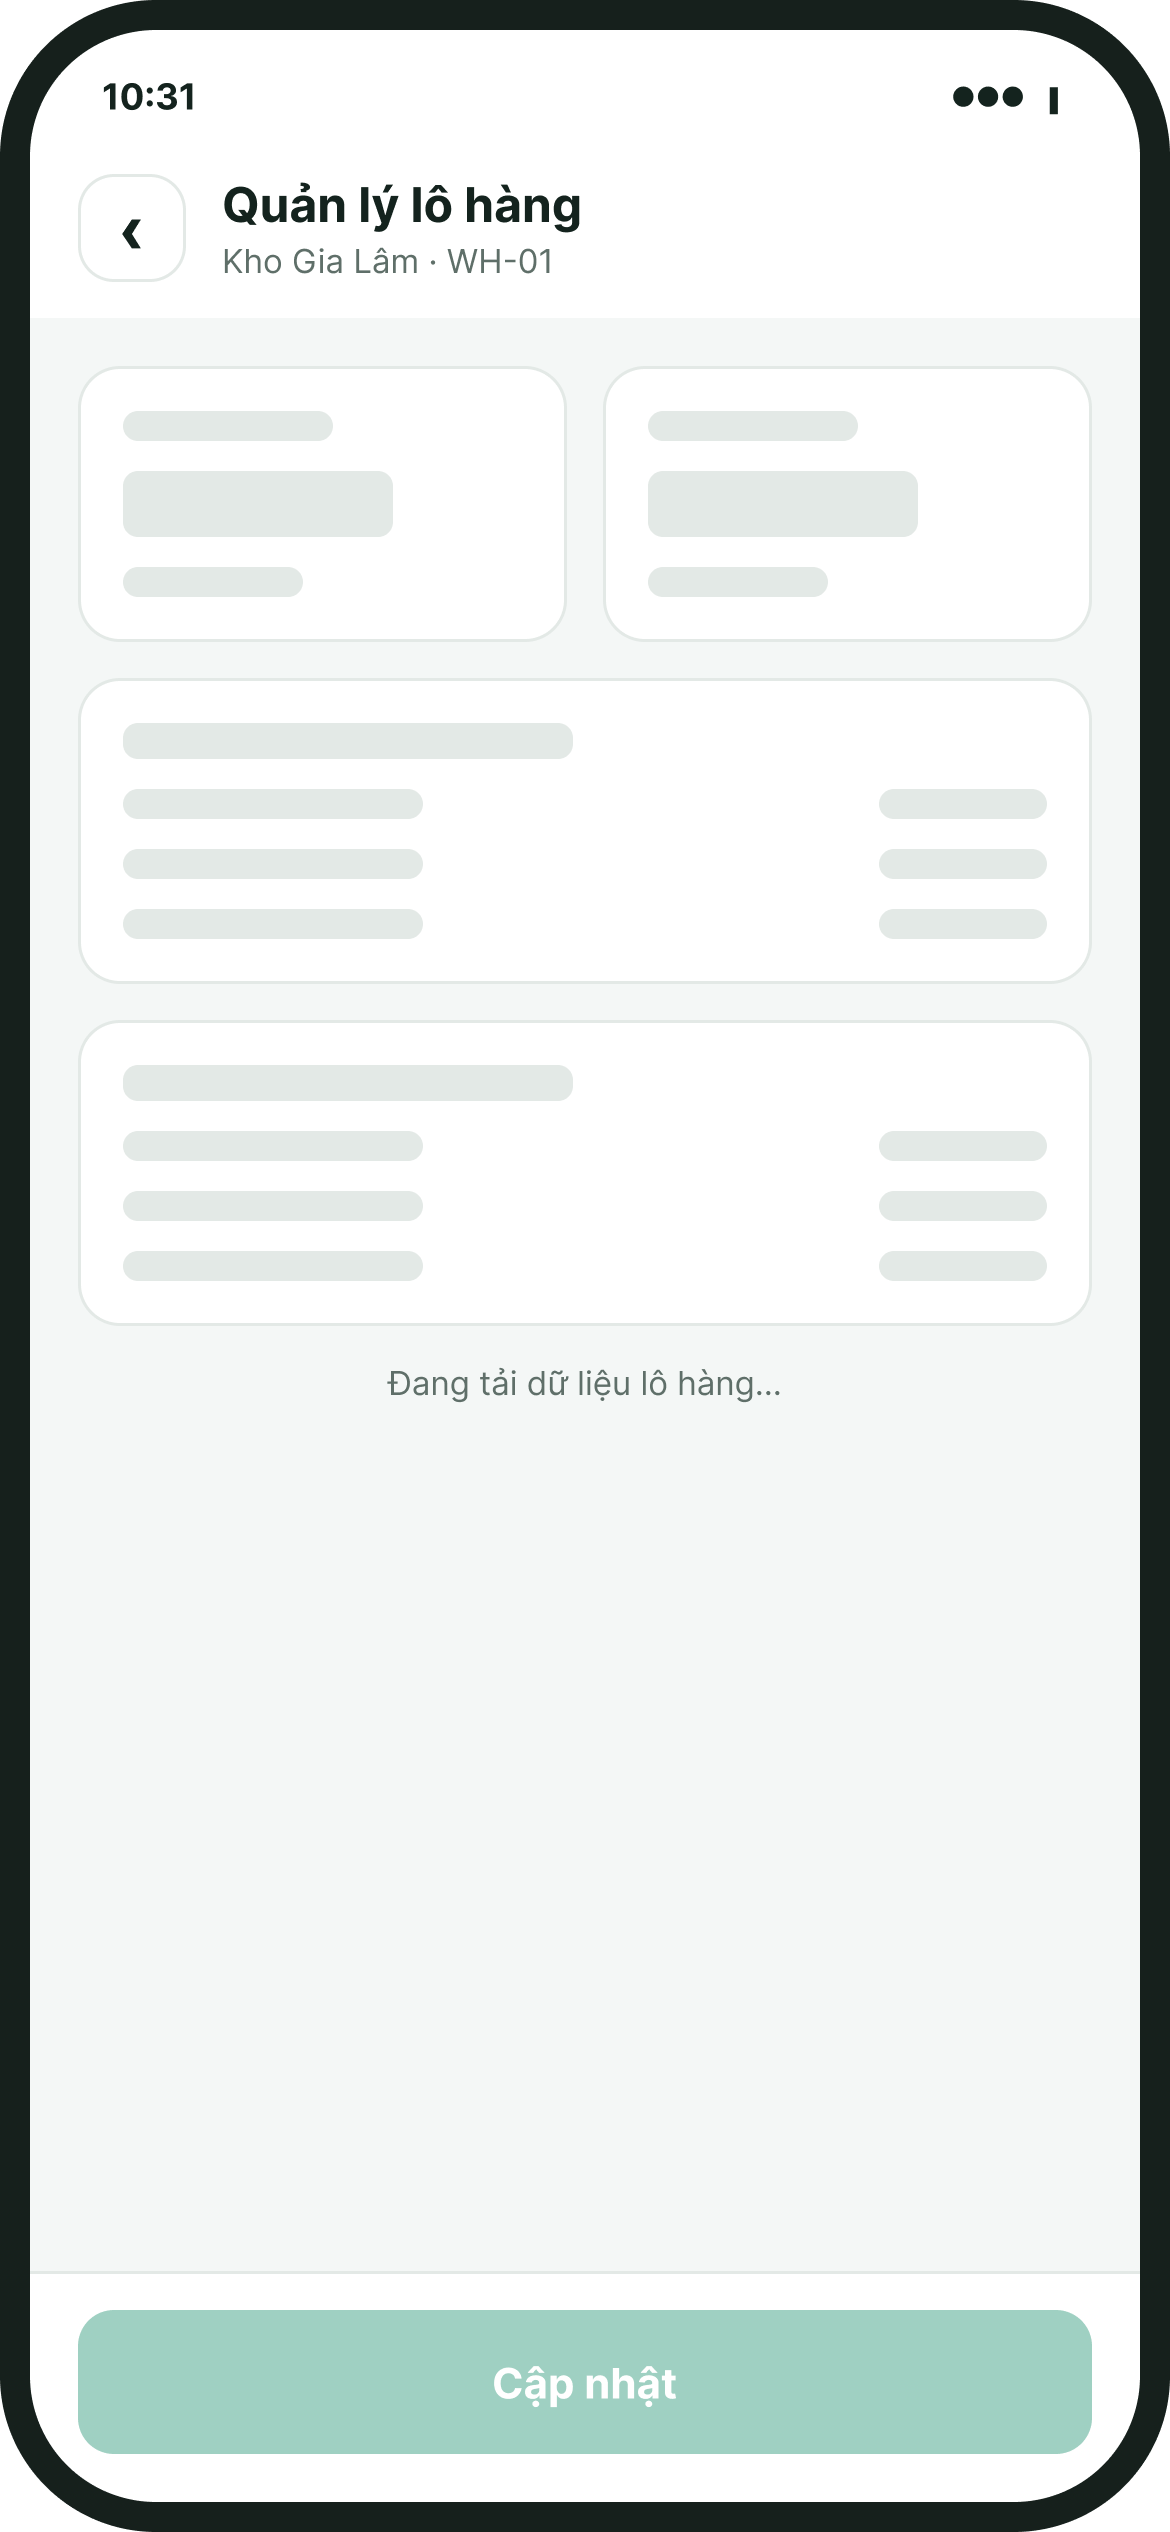 10:31
Quản lý lô hàng
Kho Gia Lâm · WH-01
Đang tải dữ liệu lô hàng...
Cập nhật